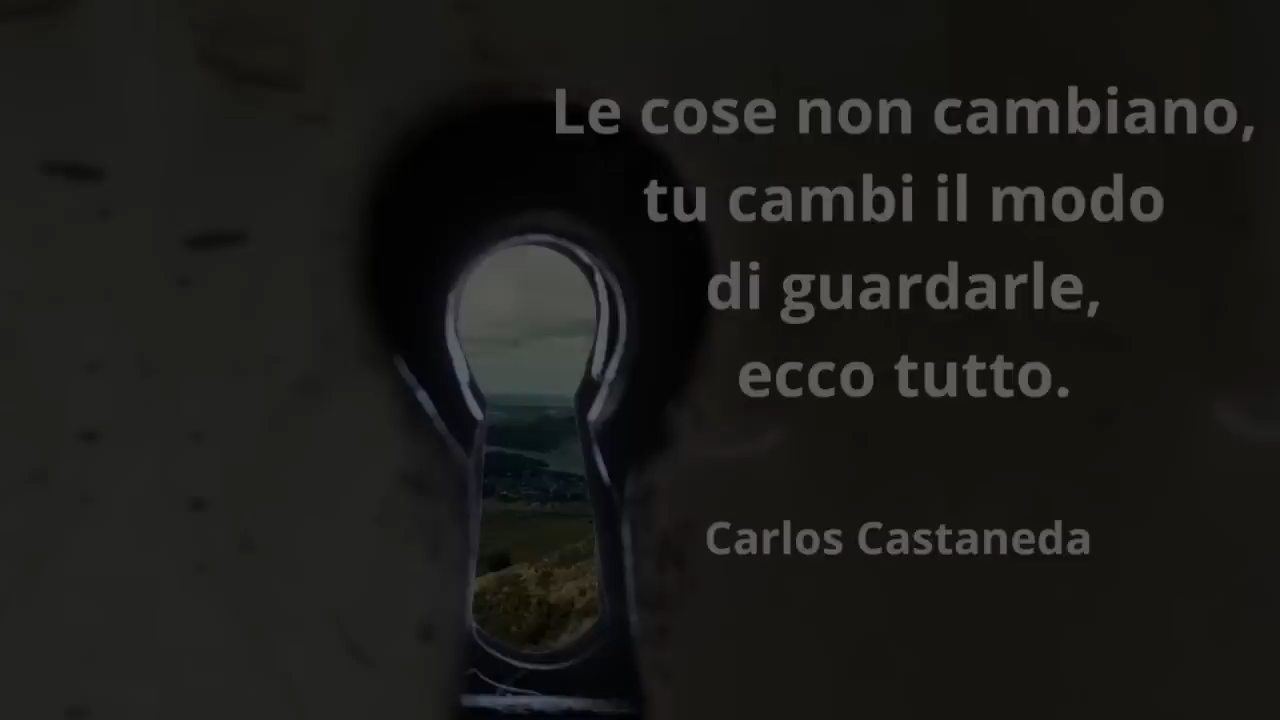 Le cose non cambiano,
tu cambi il modo
di guardarle,
ecco tutto.
Carlos Castaneda